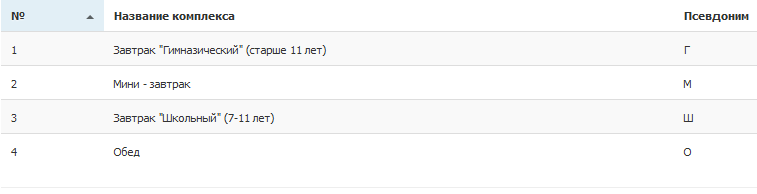 № Название комплекса Псевдоним
1 Завтрак "Гимназический" (старше 11 лет) Г
2 Мини - завтрак М
3 Завтрак "Школьный" (7-11 лет) Ш
4 Обед О